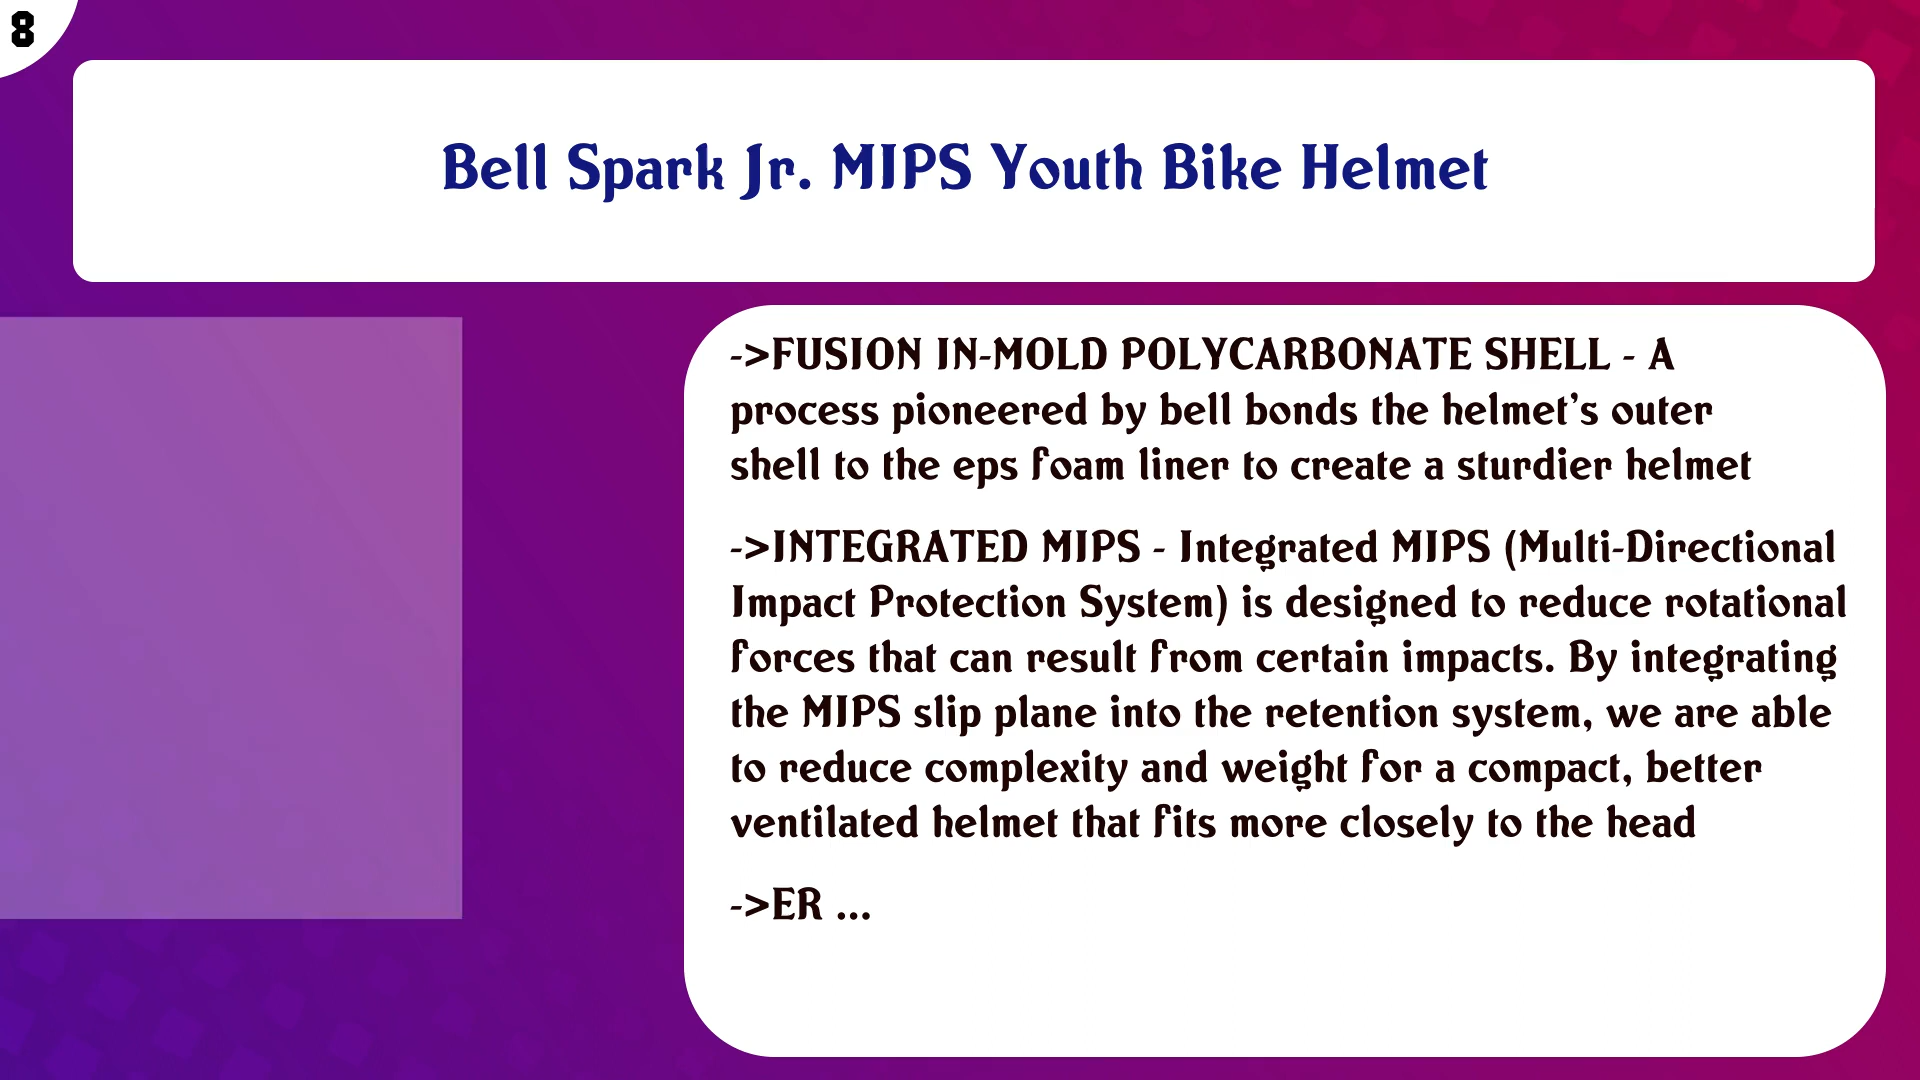 8
Bell Spark Jr. MIPS Youth Bike Helmet
->FUSION IN-MOLD POLYCARBONATE SHELL - A
process pioneered by bell bonds the helmet's outer
shell to the eps foam liner to create a sturdier helmet
->INTEGRATED MIPS - Integrated MIPS (Multi-Directional
Impact Protection System) is designed to reduce rotational
forces that can result from certain impacts. By integrating
the MIPS slip plane into the retention system, we are able
to reduce complexity and weight for a compact, better
ventilated helmet that fits more closely to the head
->ER ...